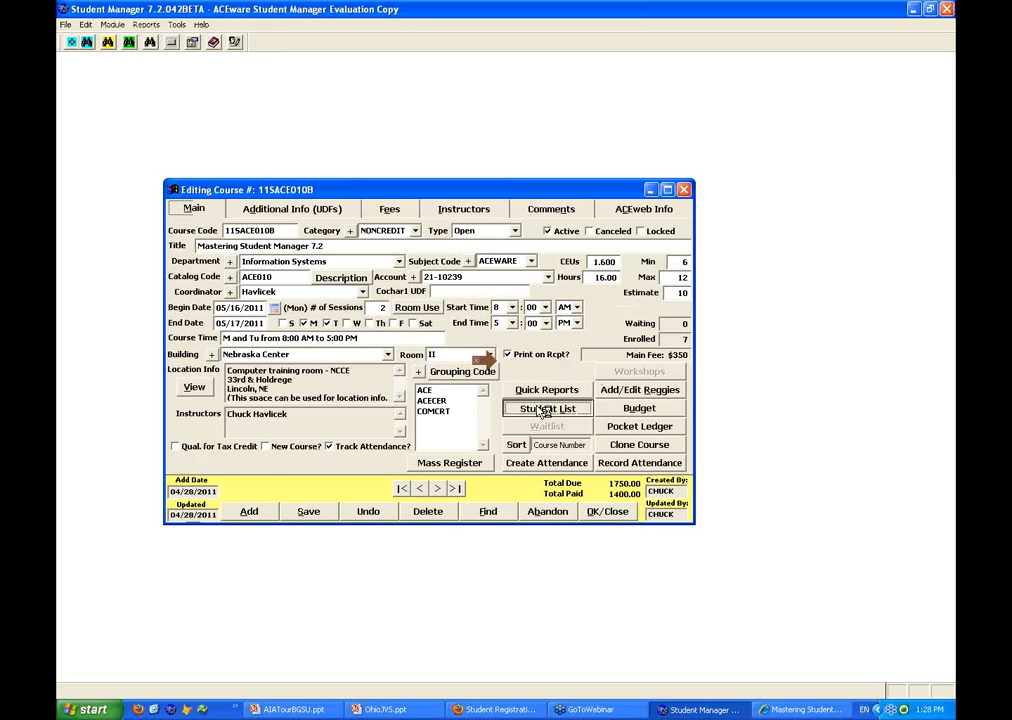 Student Manager 7.2.042BETA - ACEware Student Manager Evaluation Copy
File Edit Module Reports Tools Help
Editing Course #: 11SACE010B
Main Additional Info (UDFs) Fees Instructors Comments ACEweb Info
Course Code 11SACE010B Category + NONCREDIT Type Open Active Canceled Locked
Title Mastering Student Manager 7.2
Department + Information Systems Subject Code + ACEWARE CEUs 1.600 Min 6
Catalog Code + ACE010 Description Account + 21-10239 Hours 16.00 Max 12
Coordinator + Havlicek Cochar1 UDF Estimate 10
Begin Date 05/16/2011 (Mon) # of Sessions 2 Room Use Start Time 8 : 00 AM
End Date 05/17/2011 S M T W Th F Sat End Time 5 : 00 PM Waiting 0
Course Time M and Tu from 8:00 AM to 5:00 PM Enrolled 7
Building + Nebraska Center Room II Print on Rcpt? Main Fee: $350
Location Info Computer training room - NCCE + Grouping Code Workshops
33rd & Holdrege
View Lincoln, NE ACE Quick Reports Add/Edit Reggies
(This space can be used for location info. ACECER
Instructors Chuck Havlicek COMCRT Student List Budget
Waitlist Pocket Ledger
Qual. for Tax Credit New Course? Track Attendance? Sort Course Number Clone Course
Mass Register Create Attendance Record Attendance
Add Date |< < > >| Total Due 1750.00 Created By:
04/28/2011 Total Paid 1400.00 CHUCK
Updated Updated By:
04/28/2011 Add Save Undo Delete Find Abandon OK/Close CHUCK
start AIATourBGSU.ppt OhioJVS.ppt Student Registrati... GoToWebinar Student Manager ... Mastering Student... EN 1:28 PM